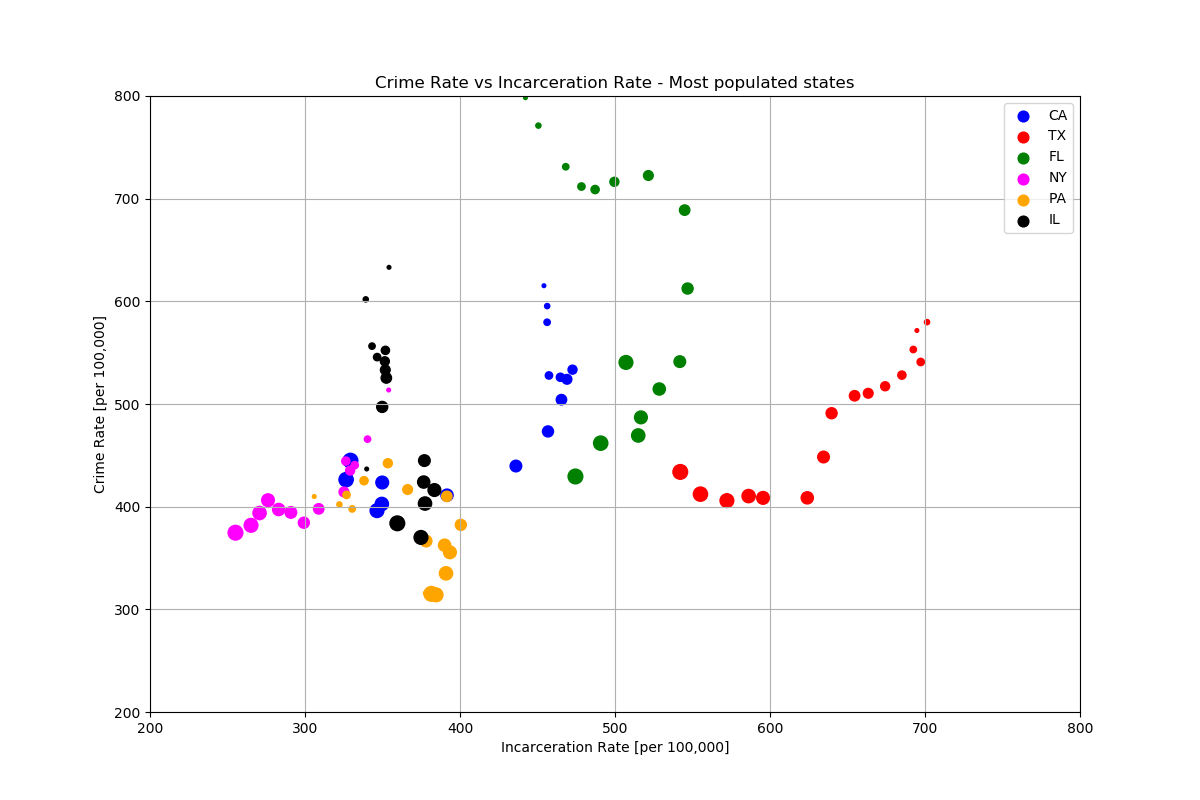 Crime Rate vs Incarceration Rate - Most populated states
800
700
600
500
400
300
200
Crime Rate [per 100,000]
CA
TX
FL
NY
PA
IL
200 300 400 500 600 700 800
Incarceration Rate [per 100,000]